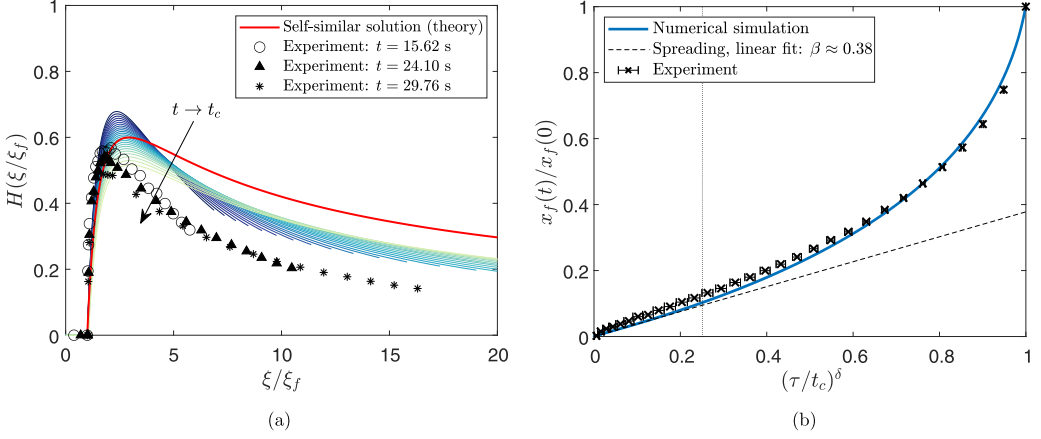 Self-similar solution (theory)
Experiment: t = 15.62 s
Experiment: t = 24.10 s
Experiment: t = 29.76 s
t → t_c
H(ξ/ξ_f)
1
0.8
0.6
0.4
0.2
0
0 5 10 15 20
ξ/ξ_f
(a)
Numerical simulation
Spreading, linear fit: β ≈ 0.38
Experiment
x_f(t)/x_f(0)
1
0.8
0.6
0.4
0.2
0
0 0.2 0.4 0.6 0.8 1
(τ/t_c)^δ
(b)